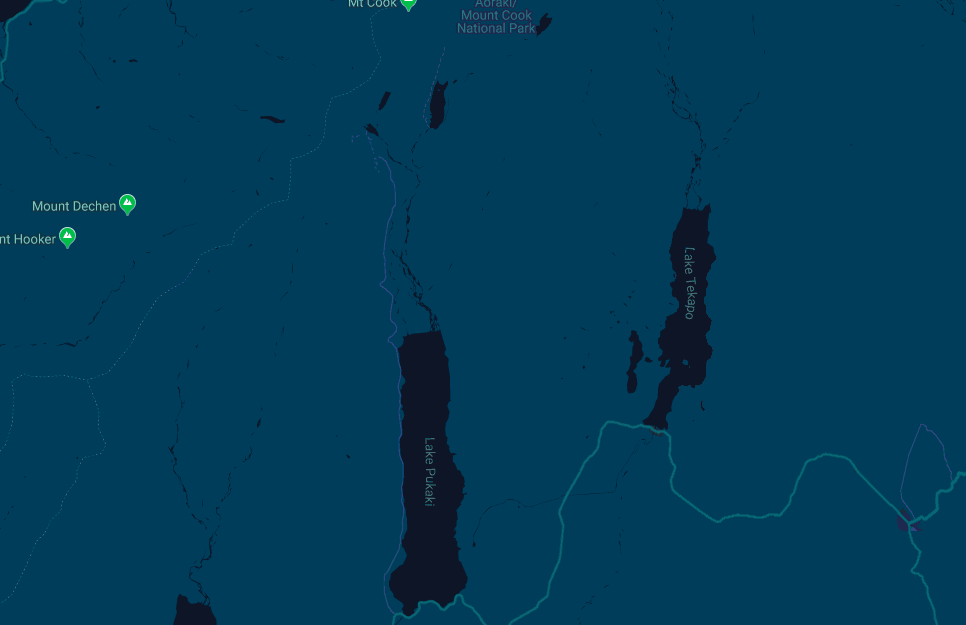 Mt Cook
Aoraki/
Mount Cook
National Park
Mount Dechen
nt Hooker
Lake Tekapo
Lake Pukaki